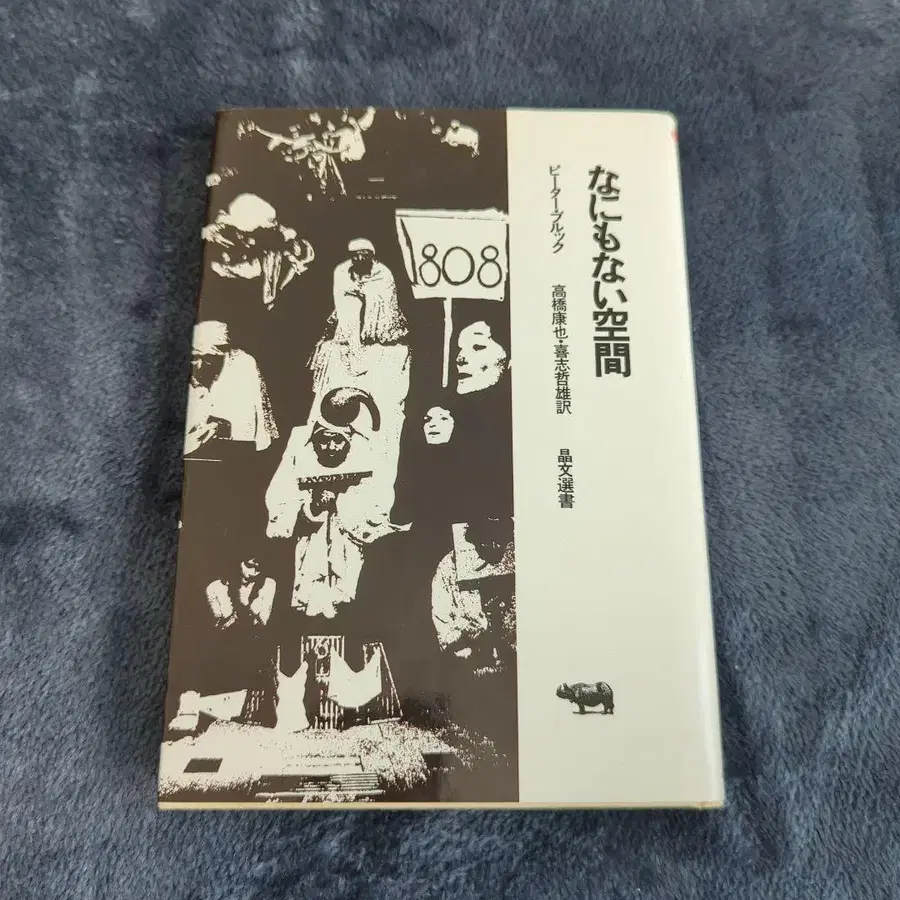 なにもない空間
ピーター・ブルック
高橋康也・喜志哲雄訳
晶文選書
808